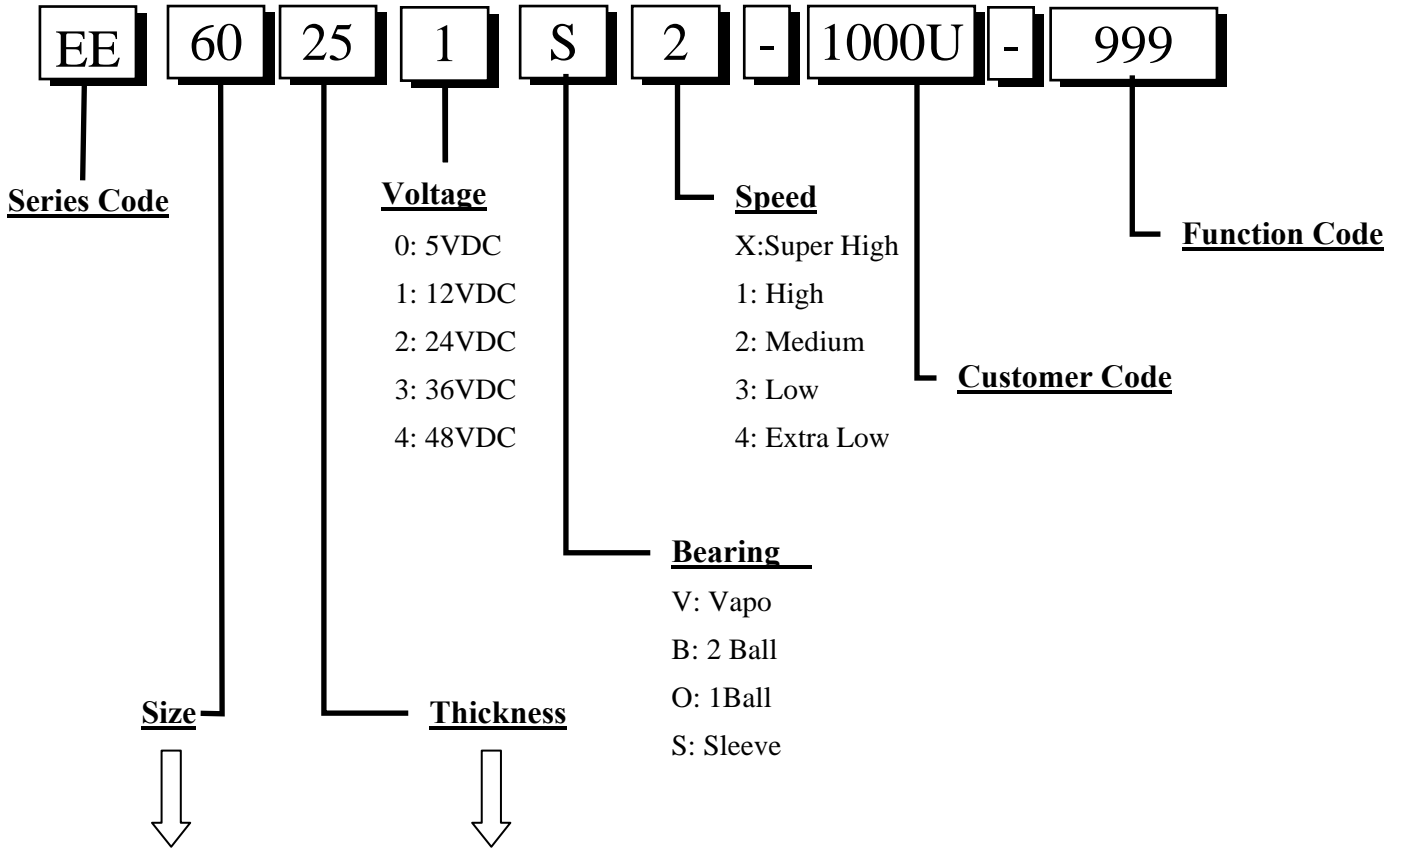 EE 60 25 1 S 2 - 1000U - 999
Series Code
Voltage
0: 5VDC
1: 12VDC
2: 24VDC
3: 36VDC
4: 48VDC
Speed
X:Super High
1: High
2: Medium
3: Low
4: Extra Low
Function Code
Customer Code
Bearing
V: Vapo
B: 2 Ball
O: 1Ball
S: Sleeve
Size
Thickness